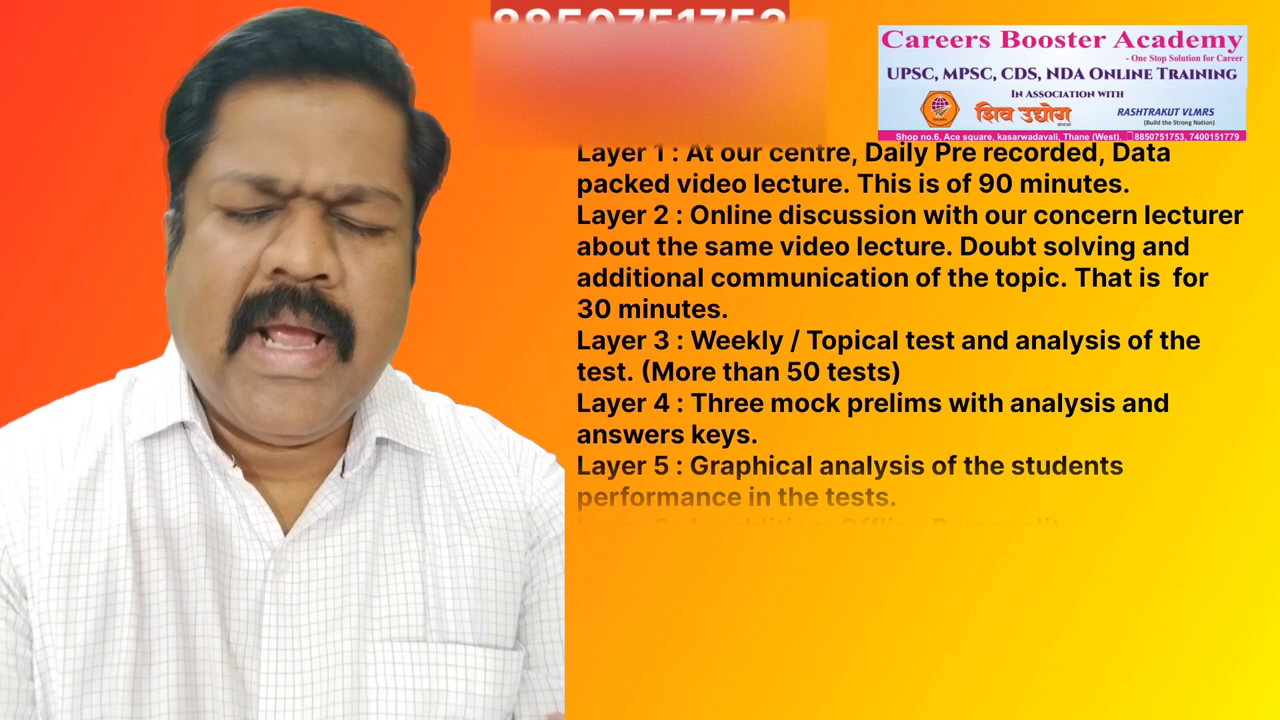 8850751753
Careers Booster Academy
- One Stop Solution for Career
UPSC, MPSC, CDS, NDA Online Training
In Association with
शिव उद्योग
RASHTRAKUT VLMRS
(Build the Strong Nation)
Shop no.6, Ace square, kasarwadavali, Thane (West). 8850751753, 7400151779
Layer 1 : At our centre, Daily Pre recorded, Data
packed video lecture. This is of 90 minutes.
Layer 2 : Online discussion with our concern lecturer
about the same video lecture. Doubt solving and
additional communication of the topic. That is for
30 minutes.
Layer 3 : Weekly / Topical test and analysis of the
test. (More than 50 tests)
Layer 4 : Three mock prelims with analysis and
answers keys.
Layer 5 : Graphical analysis of the students
performance in the tests.